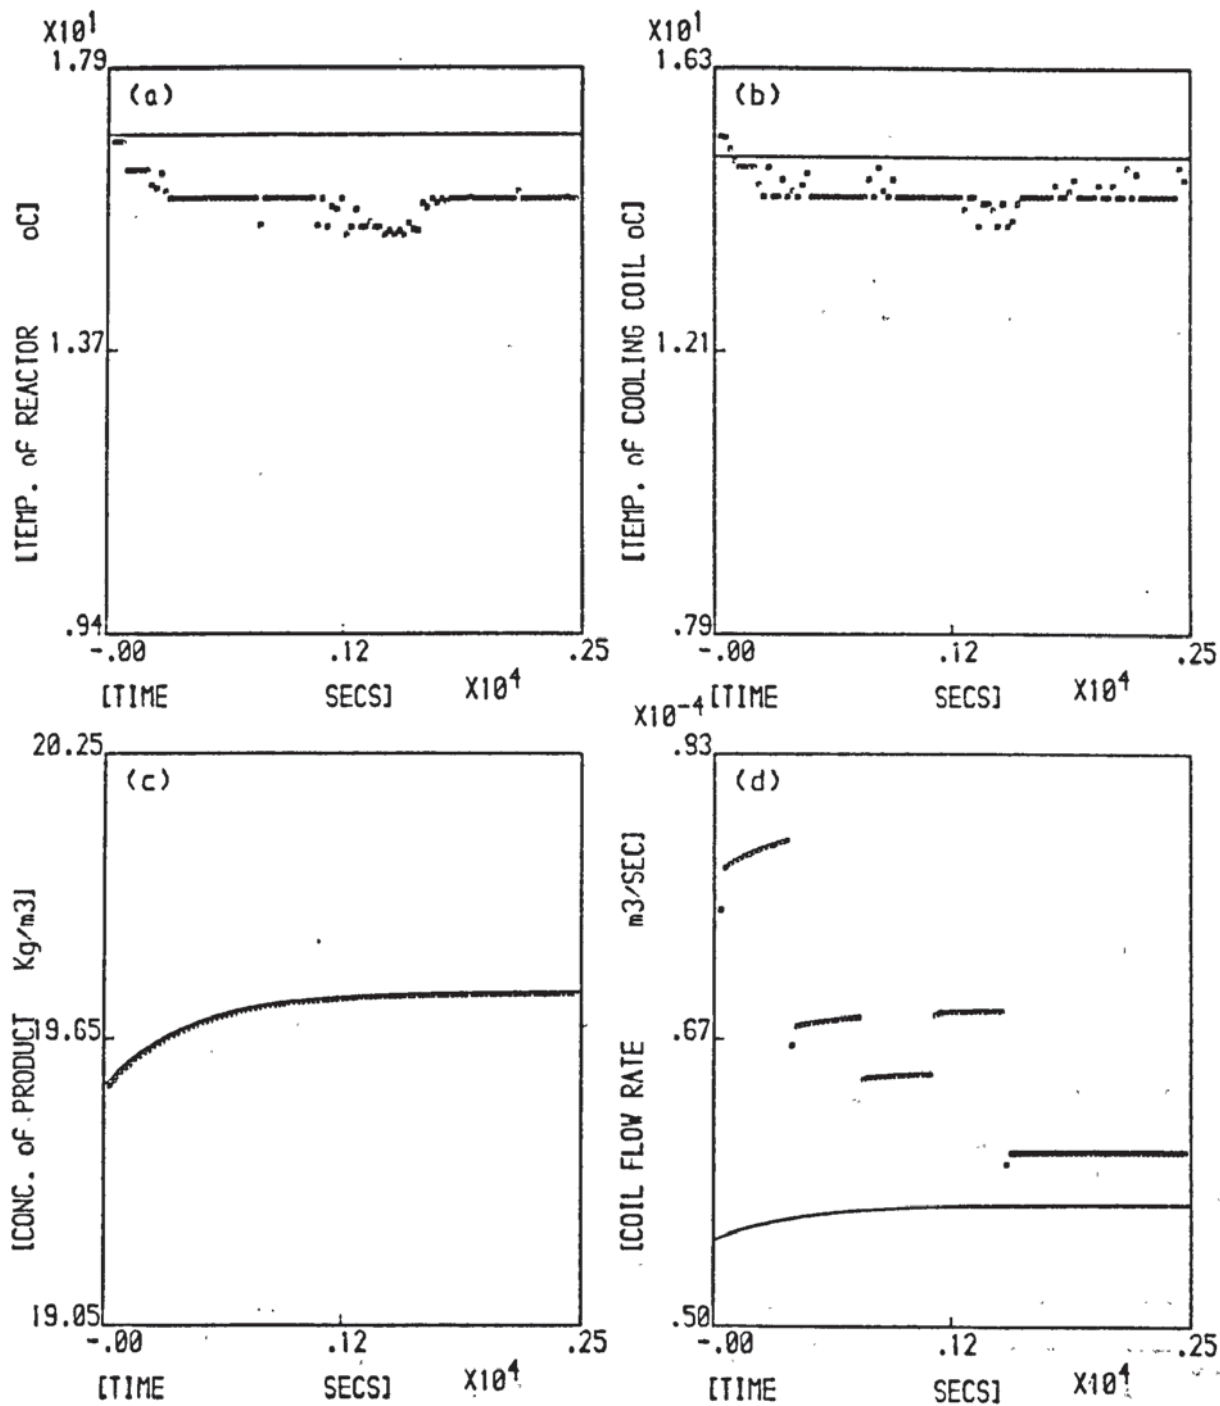 X10¹
1.79
(a)
[TEMP. of REACTOR oC]
1.37
.94
-.00
.12
.25
[TIME SECS]
X10⁴
X10¹
1.63
(b)
[TEMP. of COOLING COIL oC]
1.21
.79
-.00
.12
.25
[TIME SECS]
X10⁴
20.25
(c)
[CONC. of PRODUCT Kg/m3]
19.65
19.05
-.00
.12
.25
[TIME SECS]
X10⁴
X10⁻⁴
.83
(d)
[COIL FLOW RATE m3/SEC]
.67
.50
-.00
.12
.25
[TIME SECS]
X10⁴